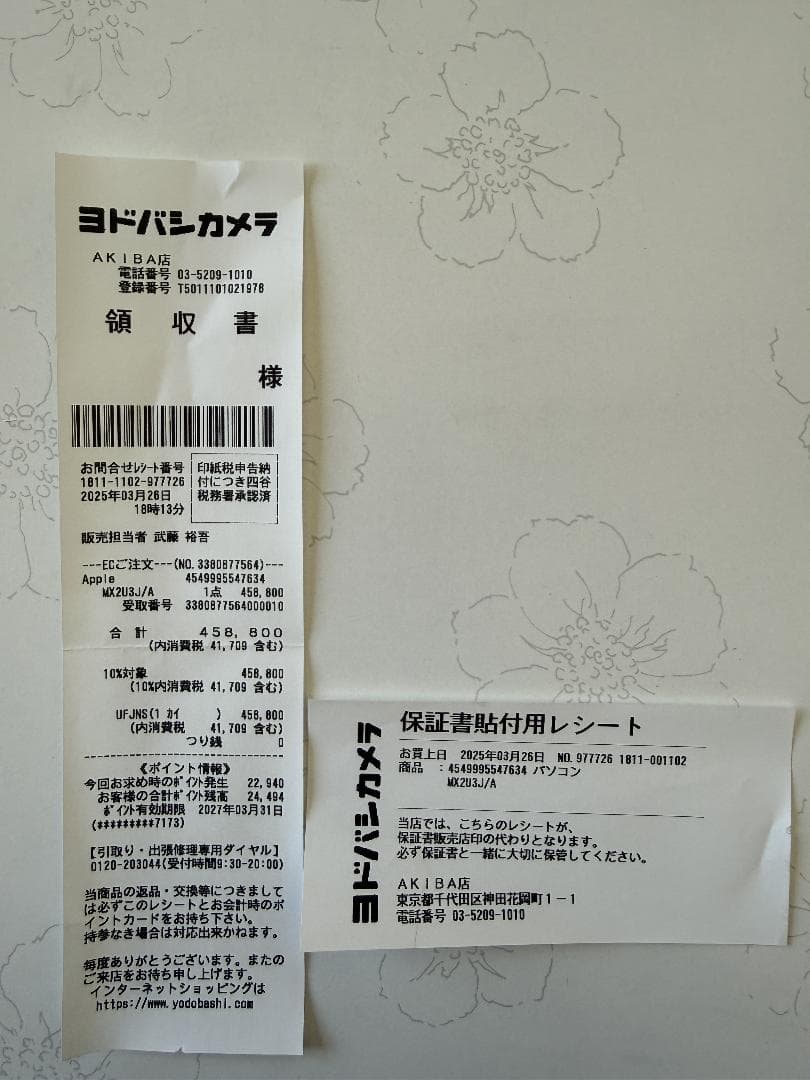 ヨドバシカメラ
AKIBA店
電話番号 03-5209-1010
登録番号 T5011101021978
領 収 書
様
お問合せﾚｼｰﾄ番号
1811-1102-977726
2025年03月26日
18時13分
印紙税申告納
付につき四谷
税務署承認済
販売担当者 武藤 裕吾
---ECご注文---(NO.3380877564)---
Apple 4549995547634
MX2U3J/A 1点 458,800
受取番号 3380877564000010
合 計 458,800
(内消費税 41,709 含む)
10%対象 458,800
(10%内消費税 41,709 含む)
UFJNS(1 ｶｲ ) 458,800
(内消費税 41,709 含む)
つり銭 0
《ポイント情報》
今回お求め時のﾎﾟｲﾝﾄ発生 22,940
お客様の合計ﾎﾟｲﾝﾄ残高 24,494
ﾎﾟｲﾝﾄ有効期限 2027年03月31日
(*********7173)
【引取り・出張修理専用ダイヤル】
0120-203044(受付時間9:30-20:00)
当商品の返品・交換等につきまして
は必ずこのレシートとお会計時のポ
イントカードをお持ち下さい。
持参なき場合は対応出来かねます。
毎度ありがとうございます。またの
ご来店をお待ち申し上げます。
インターネットショッピングは
https://www.yodobashi.com
ヨドバシカメラ
保証書貼付用レシート
お買上日 2025年03月26日 NO.977726 1811-001102
商品 :4549995547634 パソコン
MX2U3J/A
当店では、こちらのレシートが、
保証書販売店印の代わりとなります。
必ず保証書と一緒に大切に保管してください。
AKIBA店
東京都千代田区神田花岡町1-1
電話番号 03-5209-1010